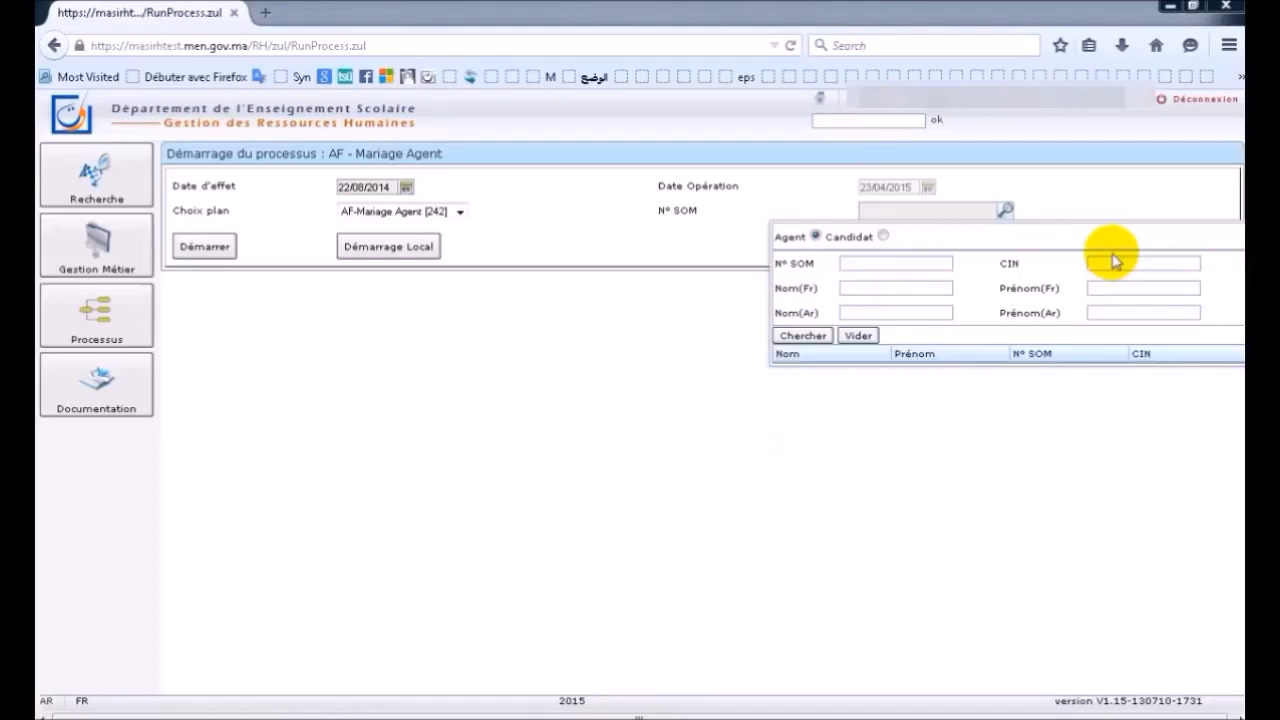 https://masirht.../RunProcess.zul
https://masirhtest.men.gov.ma/RH/zul/RunProcess.zul
Search
Most Visited Débuter avec Firefox Syn M الوضع eps
Département de l'Enseignement Scolaire
Gestion des Ressources Humaines
Déconnexion
ok
Recherche
Gestion Métier
Processus
Documentation
Démarrage du processus : AF - Mariage Agent
Date d'effet 22/08/2014 Date Opération 23/04/2015
Choix plan AF-Mariage Agent [242] N° SOM
Démarrer Démarrage Local
Agent Candidat
N° SOM CIN
Nom(Fr) Prénom(Fr)
Nom(Ar) Prénom(Ar)
Chercher Vider
Nom Prénom N° SOM CIN
AR FR 2015 version V1.15-130710-1731